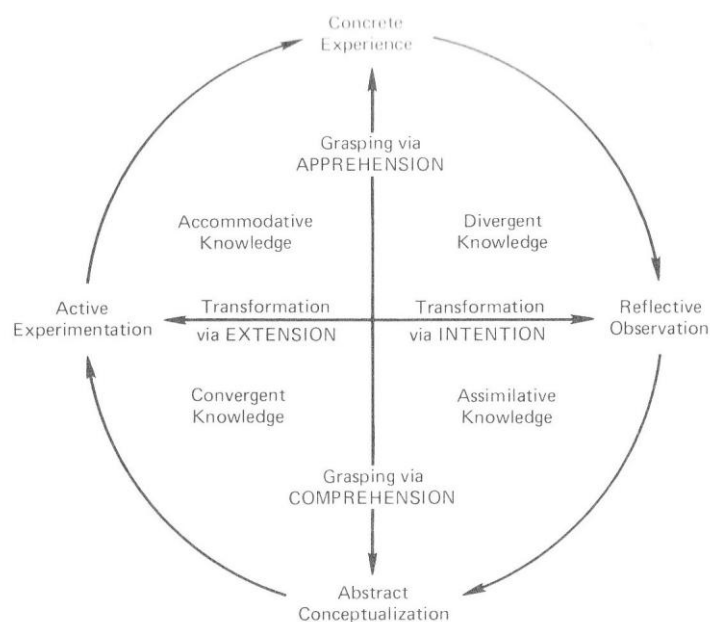 Concrete
Experience
Grasping via
APPREHENSION
Accommodative
Knowledge
Divergent
Knowledge
Active
Experimentation
Transformation
via EXTENSION
Transformation
via INTENTION
Reflective
Observation
Convergent
Knowledge
Assimilative
Knowledge
Grasping via
COMPREHENSION
Abstract
Conceptualization